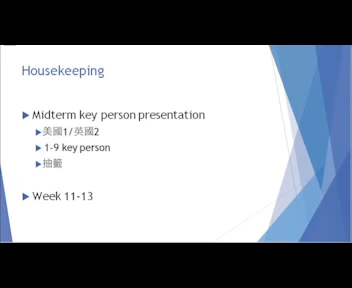 Housekeeping
Midterm key person presentation
美國1/英國2
1-9 key person
抽籤
Week 11-13